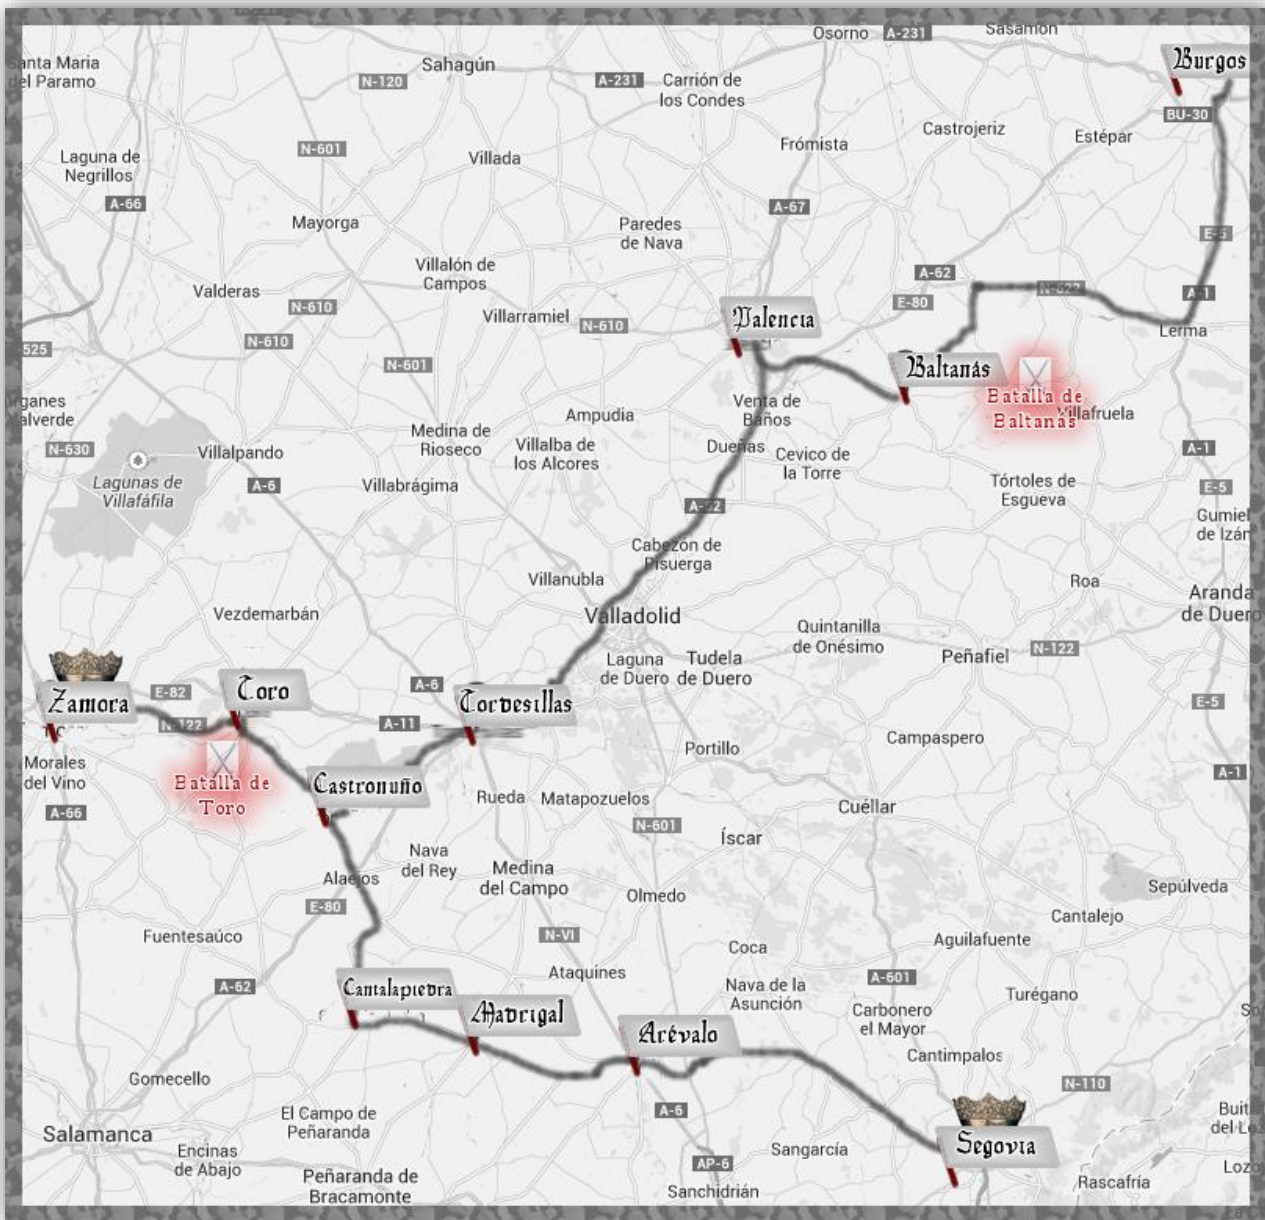 Osorno
A-231
Sasamón
Santa Maria
del Paramo
Sahagún
N-120
A-231
Carrión de
los Condes
Burgos
BU-30
Castrojeriz
Estépar
Frómista
N-601
Villada
Laguna de
Negrillos
A-66
Mayorga
A-67
Paredes
de Nava
E-5
Villalón de
Campos
A-62
Valderas
N-610
E-80
N-622
A-1
Villarramiel
N-610
Palencia
Lerma
N-610
525
N-601
Baltanás
Batalla de
Baltanás
Villafruela
Venta de
Baños
Ampudia
Medina de
Rioseco
Villalba de
los Alcores
Dueñas
Cevico de
la Torre
N-630
Villalpando
A-1
Lagunas de
Villafáfila
A-6
Villabrágima
Tórtoles de
Esgueva
E-5
A-62
Gumiel
de Izán
Cabezón de
Pisuerga
Villanubla
Roa
Aranda
de Duero
Vezdemarbán
Valladolid
Quintanilla
de Onésimo
N-122
Peñafiel
Laguna
de Duero
Tudela
de Duero
Zamora
E-82
N-122
Toro
A-6
A-11
Tordesillas
E-5
Campaspero
Portillo
Morales
del Vino
Batalla de
Toro
Castronuño
A-1
A-66
Rueda
Matapozuelos
N-601
Cuéllar
Íscar
Nava
del Rey
Alaejos
Medina
del Campo
Olmedo
Sepúlveda
E-80
Cantalejo
Fuentesaúco
N-VI
Coca
Aguilafuente
A-62
Ataquines
Nava de la
Asunción
A-601
Turégano
Cantalapiedra
Madrigal
Arévalo
Carbonero
el Mayor
Cantimpalos
Gomecello
N-110
A-6
El Campo de
Peñaranda
Salamanca
Encinas
de Abajo
Sangarcía
Segovia
AP-6
Sanchidrián
Peñaranda de
Bracamonte
Rascafría